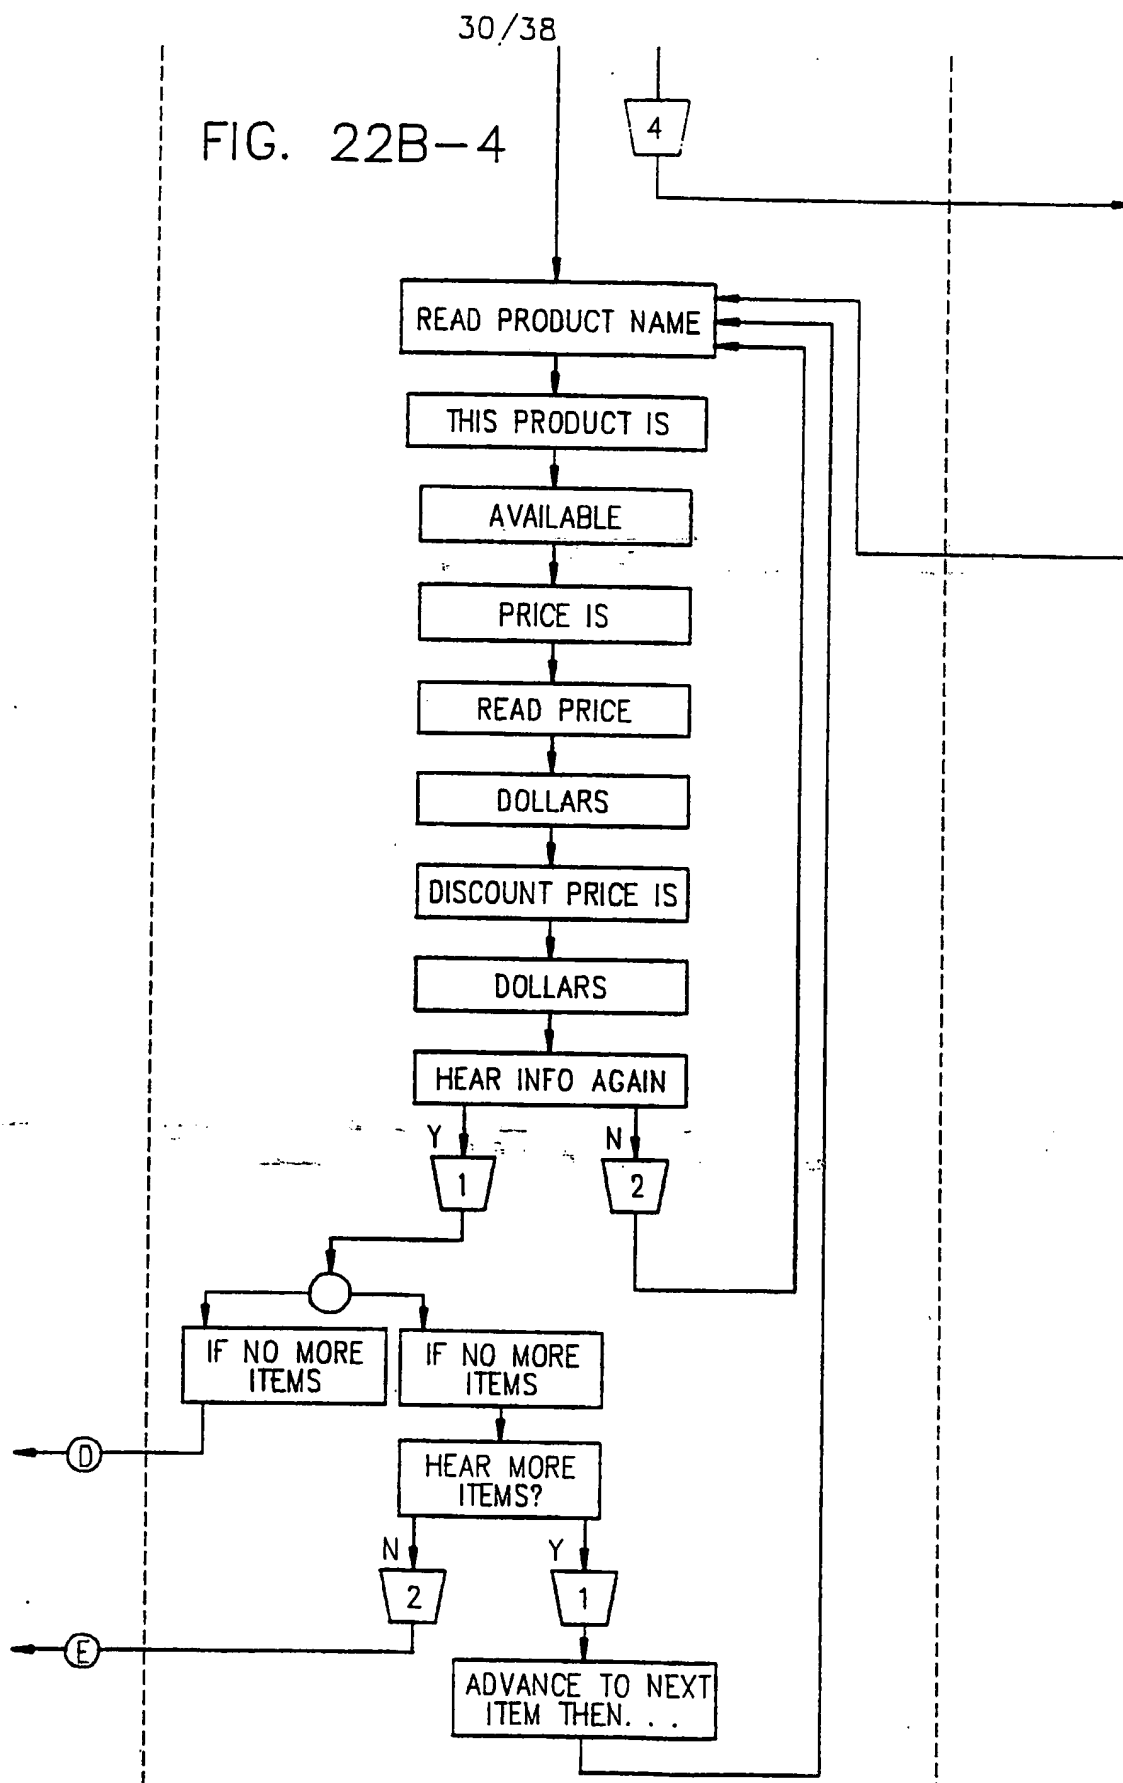 30/38
FIG. 22B-4
4
READ PRODUCT NAME
THIS PRODUCT IS
AVAILABLE
PRICE IS
READ PRICE
DOLLARS
DISCOUNT PRICE IS
DOLLARS
HEAR INFO AGAIN
Y
N
1
2
IF NO MORE
ITEMS
IF NO MORE
ITEMS
D
HEAR MORE
ITEMS?
N
Y
2
1
E
ADVANCE TO NEXT
ITEM THEN. . .